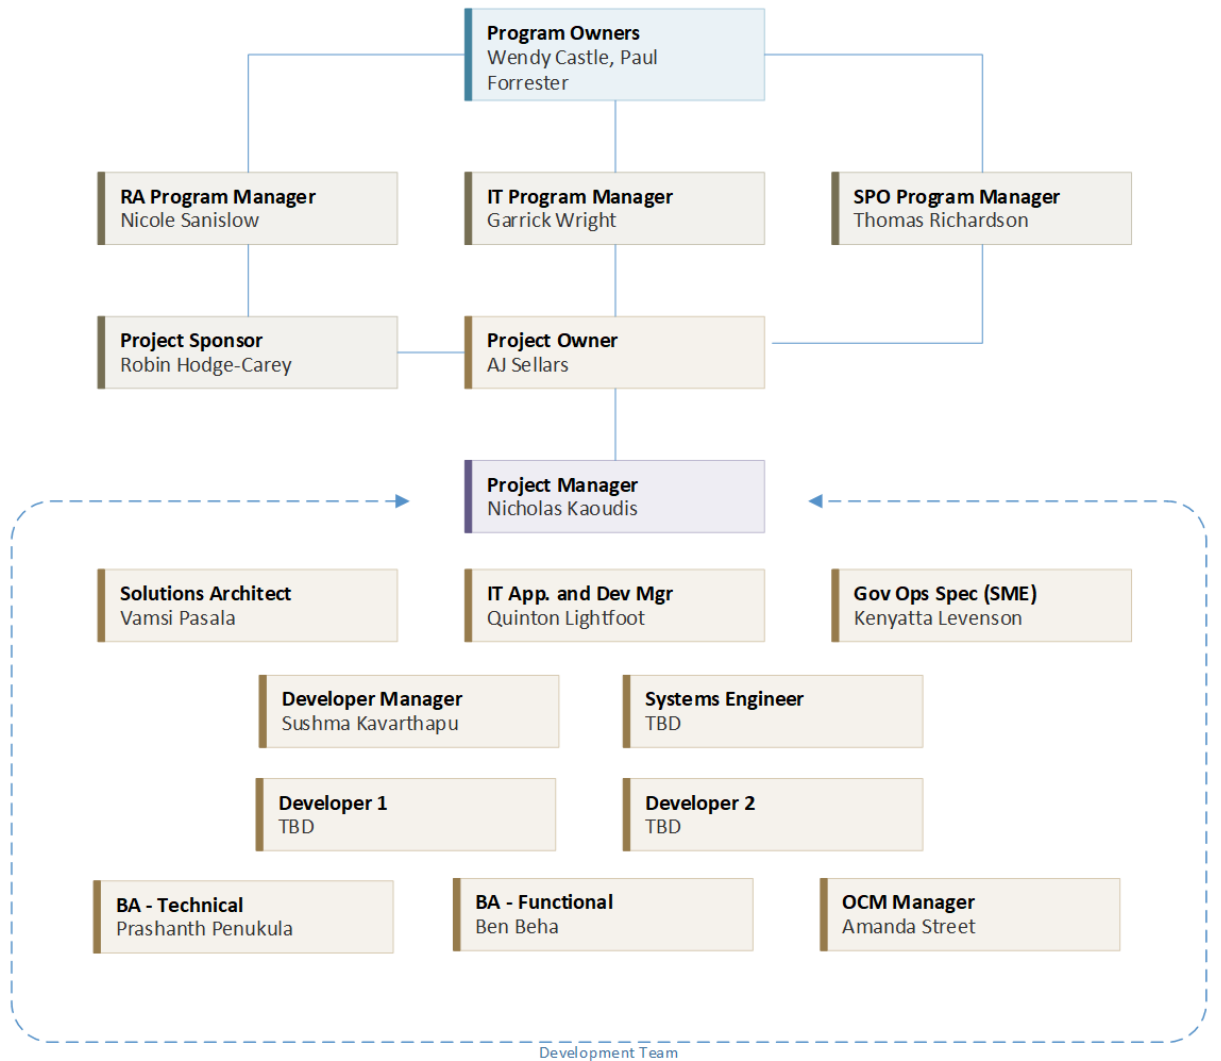 Program Owners
Wendy Castle, Paul
Forrester
RA Program Manager
Nicole Sanislow
IT Program Manager
Garrick Wright
SPO Program Manager
Thomas Richardson
Project Sponsor
Robin Hodge-Carey
Project Owner
AJ Sellars
Project Manager
Nicholas Kaoudis
Solutions Architect
Vamsi Pasala
IT App. and Dev Mgr
Quinton Lightfoot
Gov Ops Spec (SME)
Kenyatta Levenson
Developer Manager
Sushma Kavarthapu
Systems Engineer
TBD
Developer 1
TBD
Developer 2
TBD
BA - Technical
Prashanth Penukula
BA - Functional
Ben Beha
OCM Manager
Amanda Street
Development Team